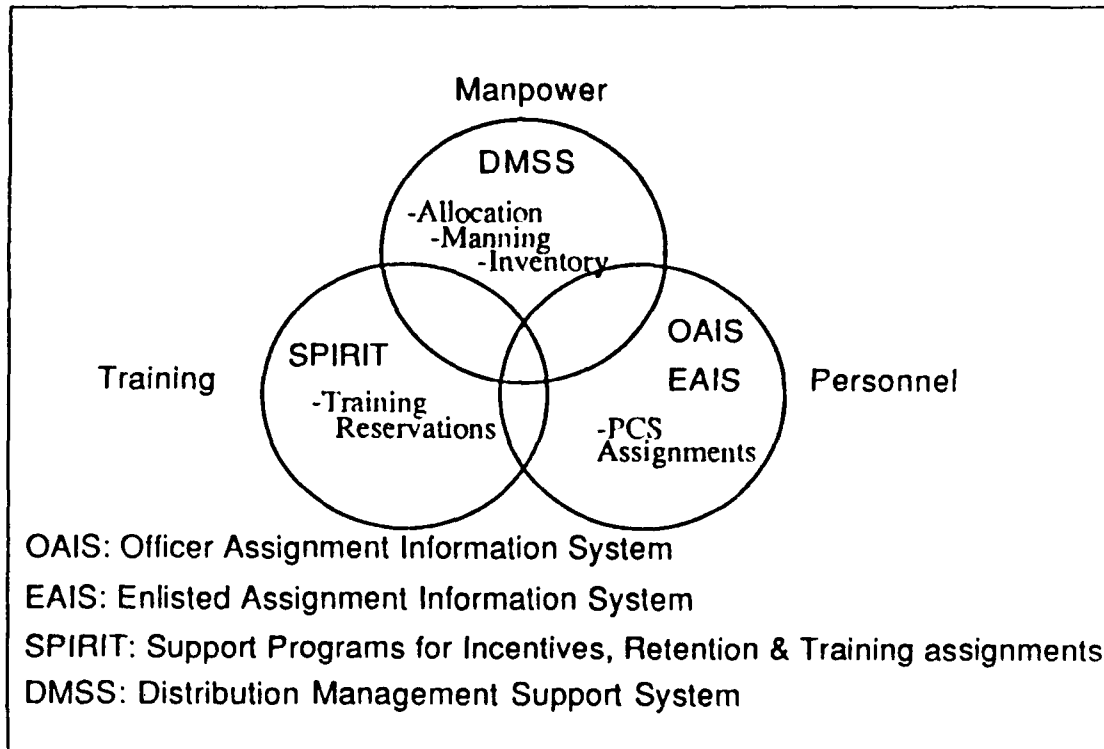 Manpower
DMSS
-Allocation
-Manning
-Inventory
OAIS
SPIRIT
EAIS
Training
Personnel
-Training
Reservations
-PCS
Assignments
OAIS: Officer Assignment Information System
EAIS: Enlisted Assignment Information System
SPIRIT: Support Programs for Incentives, Retention & Training assignments
DMSS: Distribution Management Support System